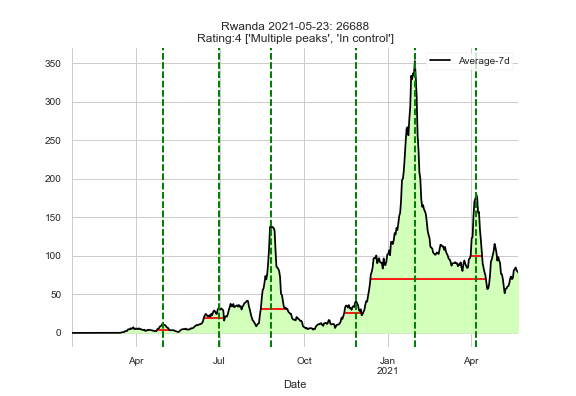 Rwanda 2021-05-23: 26688
Rating:4 ['Multiple peaks', 'In control']
Average-7d
350
300
250
200
150
100
50
0
Apr
Jul
Oct
Jan
2021
Apr
Date